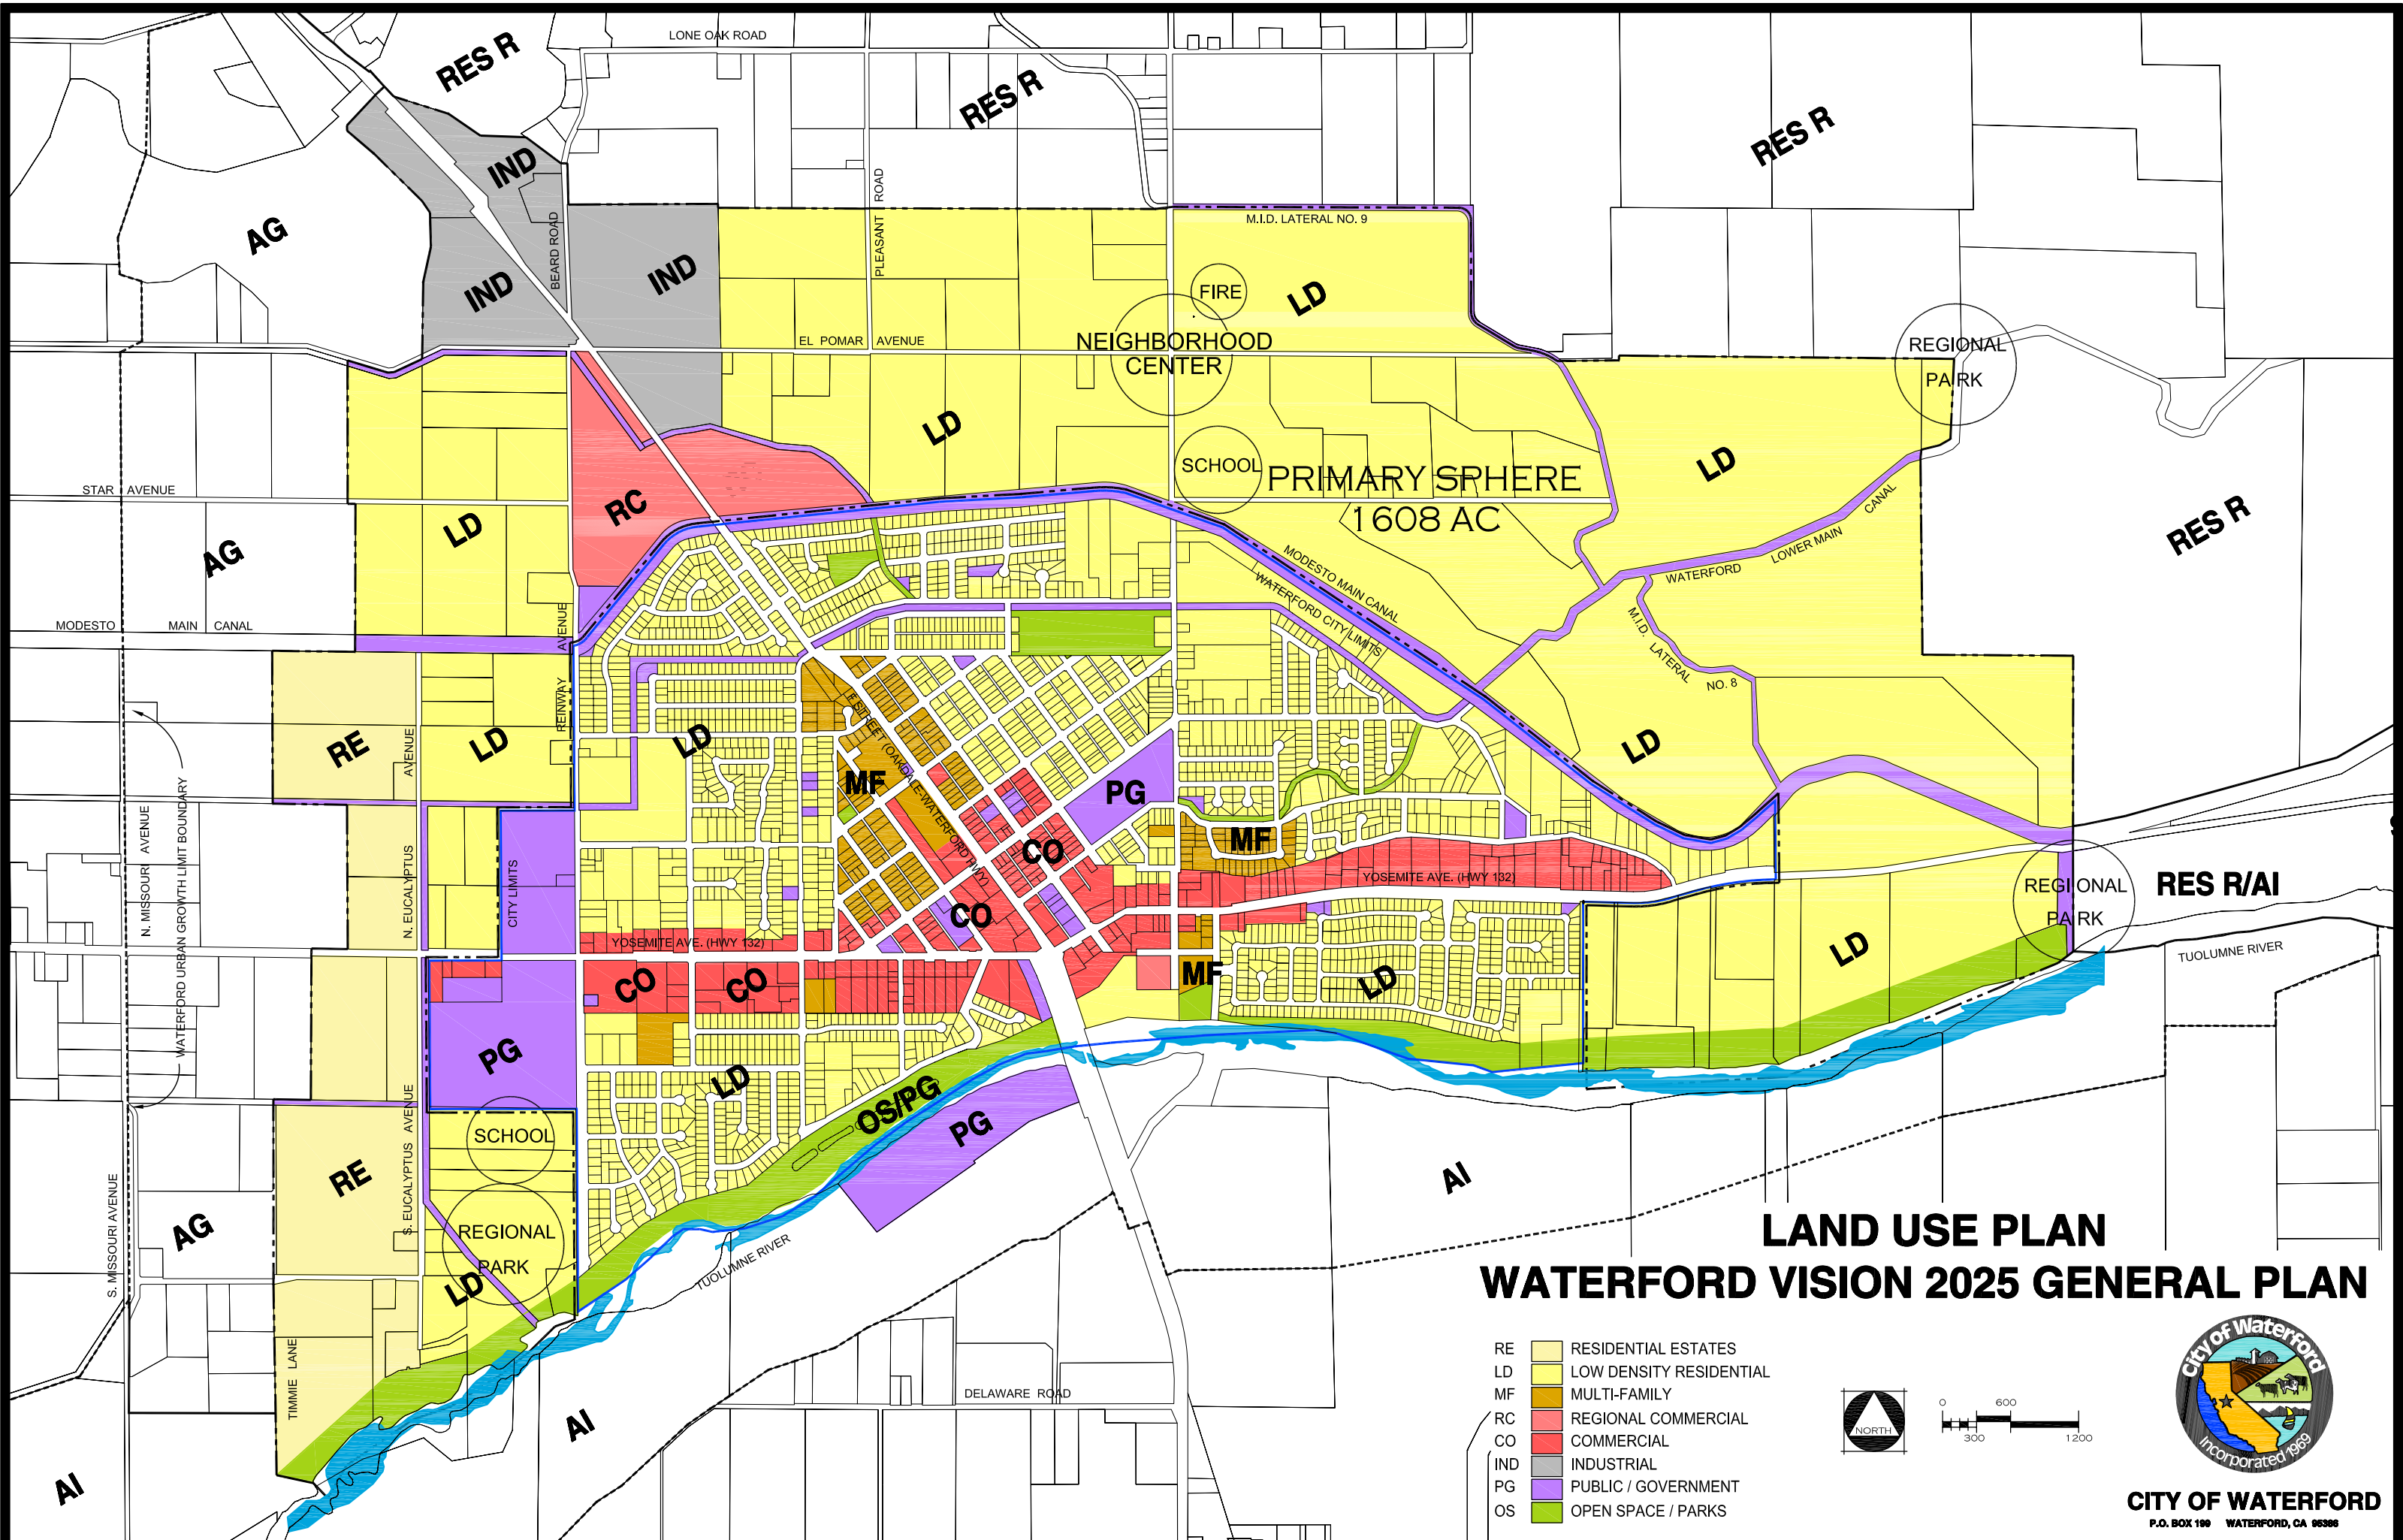 LONE OAK ROAD
RES R
RES R
RES R
IND
PLEASANT ROAD
M.I.D. LATERAL NO. 9
AG
BEARD ROAD
IND
IND
FIRE
LD
EL POMAR AVENUE
NEIGHBORHOOD
CENTER
REGIONAL
PARK
LD
SCHOOL
PRIMARY SPHERE
1608 AC
LD
STAR AVENUE
RC
LD
AG
RES R
CANAL
LOWER MAIN
WATERFORD
MODESTO MAIN CANAL
WATERFORD CITY LIMITS
MODESTO MAIN CANAL
REINWAY AVENUE
M.I.D. LATERAL NO. 8
RE
LD
LD
LD
N. EUCALYPTUS AVENUE
F STREET (OAKDALE-WATERFORD HWY)
MF
PG
MF
CO
N. MISSOURI AVENUE
WATERFORD URBAN GROWTH LIMIT BOUNDARY
CITY LIMITS
YOSEMITE AVE. (HWY 132)
REGIONAL
PARK
RES R/AI
CO
YOSEMITE AVE. (HWY 132)
LD
TUOLUMNE RIVER
CO
CO
MF
LD
PG
LD
OS/PG
PG
SCHOOL
S. EUCALYPTUS AVENUE
RE
AI
S. MISSOURI AVENUE
AG
REGIONAL
PARK
LD
TUOLUMNE RIVER
TIMMIE LANE
DELAWARE ROAD
AI
AI
LAND USE PLAN
WATERFORD VISION 2025 GENERAL PLAN
RE RESIDENTIAL ESTATES
LD LOW DENSITY RESIDENTIAL
MF MULTI-FAMILY
RC REGIONAL COMMERCIAL
CO COMMERCIAL
IND INDUSTRIAL
PG PUBLIC / GOVERNMENT
OS OPEN SPACE / PARKS
NORTH
0 600
300 1200
City of Waterford
Incorporated 1969
CITY OF WATERFORD
P.O. BOX 199 WATERFORD, CA 95386